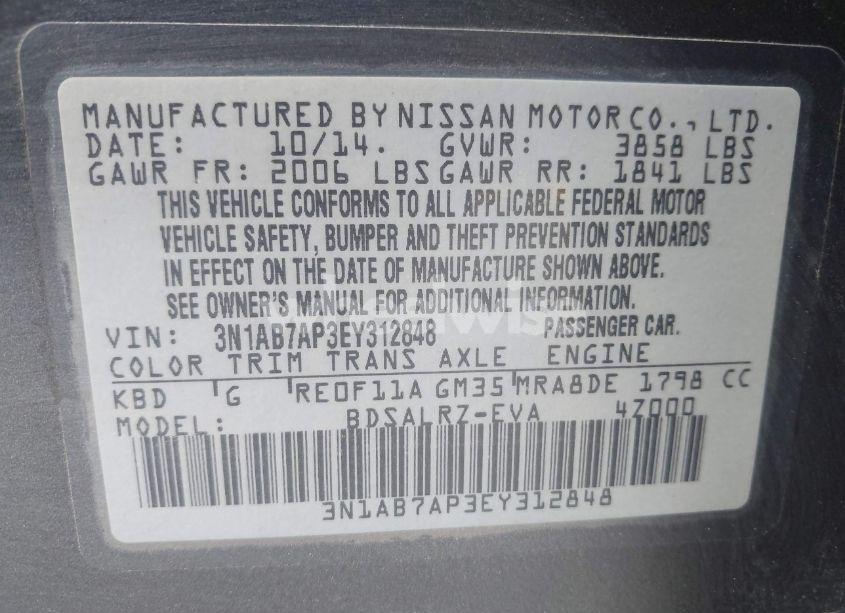 MANUFACTURED BY NISSAN MOTOR CO., LTD.
DATE: 10/14. GVWR: 3858 LBS
GAWR FR: 2006 LBS GAWR RR: 1841 LBS
THIS VEHICLE CONFORMS TO ALL APPLICABLE FEDERAL MOTOR
VEHICLE SAFETY, BUMPER AND THEFT PREVENTION STANDARDS
IN EFFECT ON THE DATE OF MANUFACTURE SHOWN ABOVE.
SEE OWNER'S MANUAL FOR ADDITIONAL INFORMATION.
VIN: 3N1AB7AP3EY312848 PASSENGER CAR.
COLOR TRIM TRANS AXLE ENGINE
KBD G RE0F11A GM35 MRA8DE 1798 CC
MODEL: BDSALRZ-EVA 4Z000
3N1AB7AP3EY312848